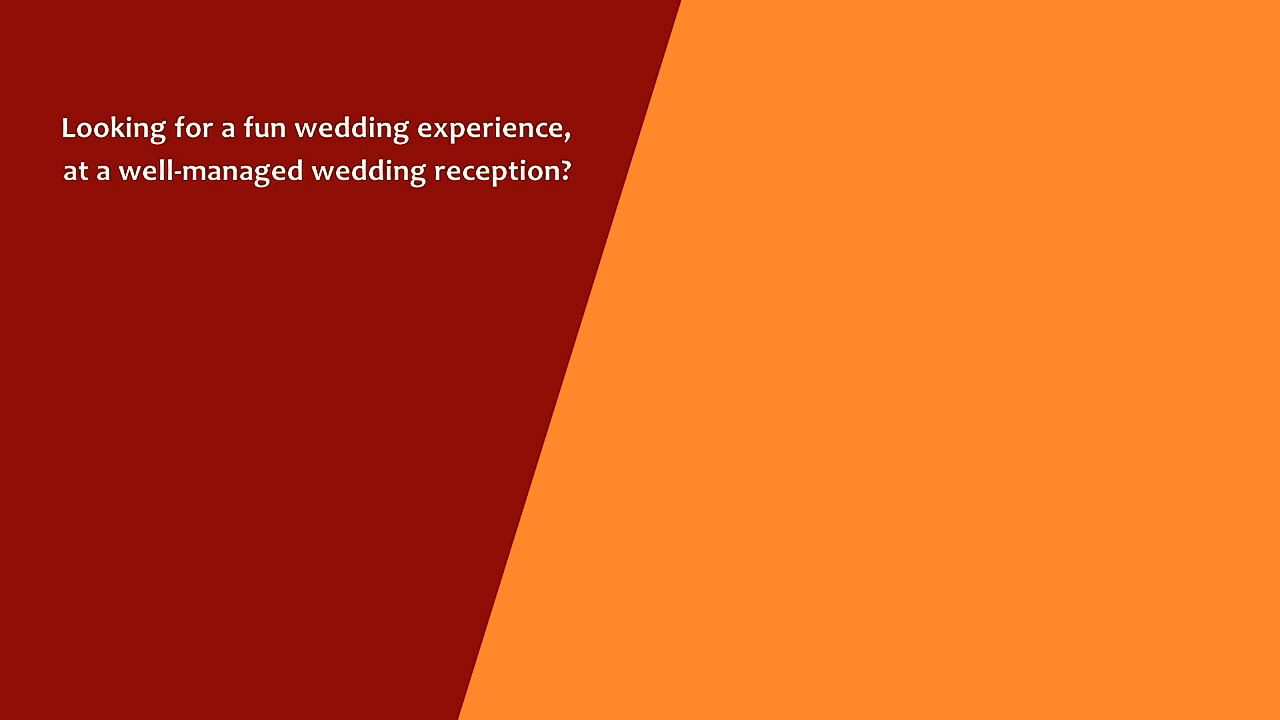 Looking for a fun wedding experience,
at a well-managed wedding reception?